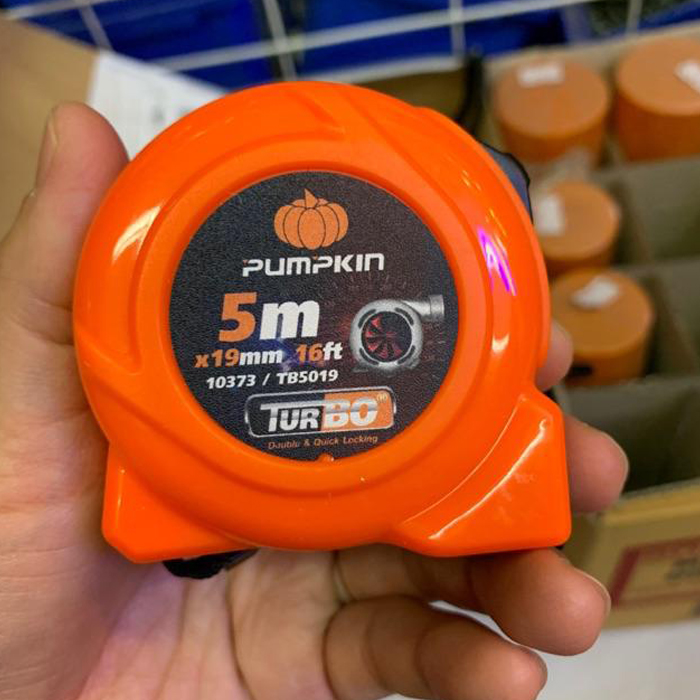 PUMPKIN
5m
x19mm 16ft
10373 / TB5019
TURBO
Double & Quick Locking